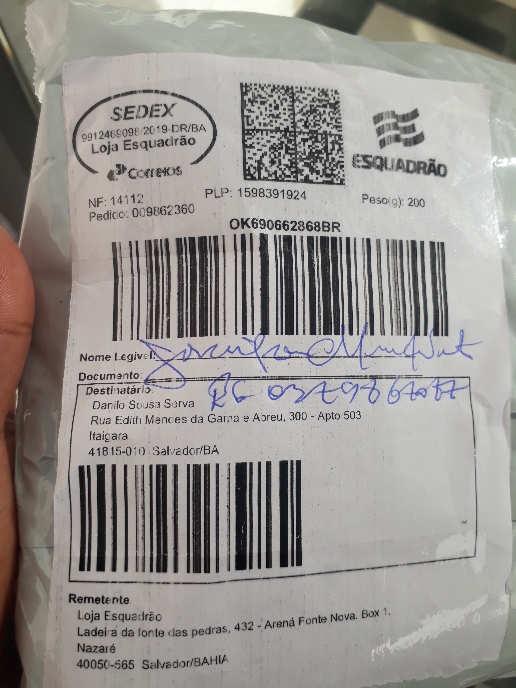 SEDEX
9912469098/2019-DR/BA
Loja Esquadrão
Correios
ESQUADRÃO
NF: 14112
PLP: 1598391924
Peso(g): 200
Pedido: 009862360
OK690662868BR
Nome Legível:
Documento:
RG
Destinatário
Danilo Sousa Serva
Rua Edith Mendes da Gama e Abreu, 300 - Apto 503
Itaigara
41815-010 Salvador/BA
Remetente
Loja Esquadrão
Ladeira da fonte das pedras, 432 - Arena Fonte Nova, Box 1,
Nazaré
40050-565 Salvador/BAHIA